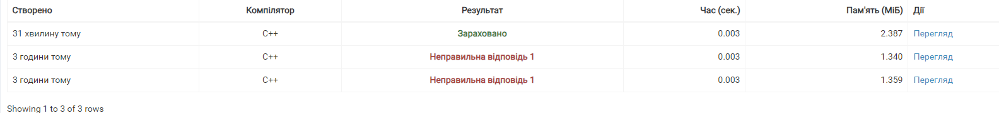 Створено Компілятор Результат Час (сек.) Пам'ять (МіБ) Дії
31 хвилину тому C++ Зараховано 0.003 2.387 Перегляд
3 години тому C++ Неправильна відповідь 1 0.003 1.340 Перегляд
3 години тому C++ Неправильна відповідь 1 0.003 1.359 Перегляд
Showing 1 to 3 of 3 rows